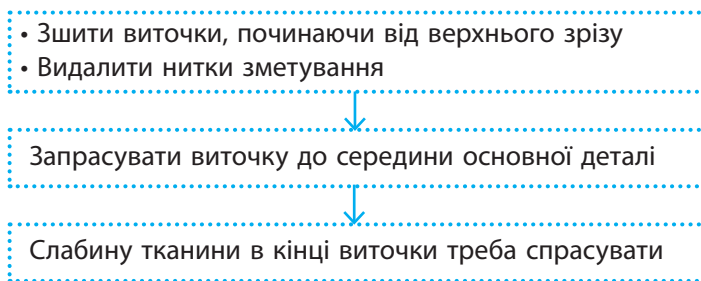 • Зшити виточки, починаючи від верхнього зрізу
• Видалити нитки зметування
Запрасувати виточку до середини основної деталі
Слабину тканини в кінці виточки треба спрасувати